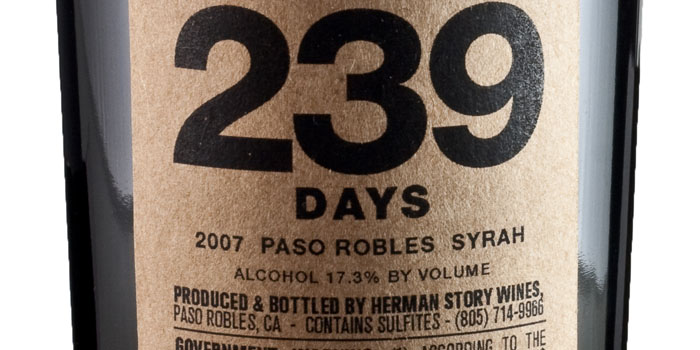 239
DAYS
2007 PASO ROBLES SYRAH
ALCOHOL 17.3% BY VOLUME
PRODUCED & BOTTLED BY HERMAN STORY WINES,
PASO ROBLES, CA - CONTAINS SULFITES - (805) 714-9966
GOVERNMENT ACCORDING TO THE